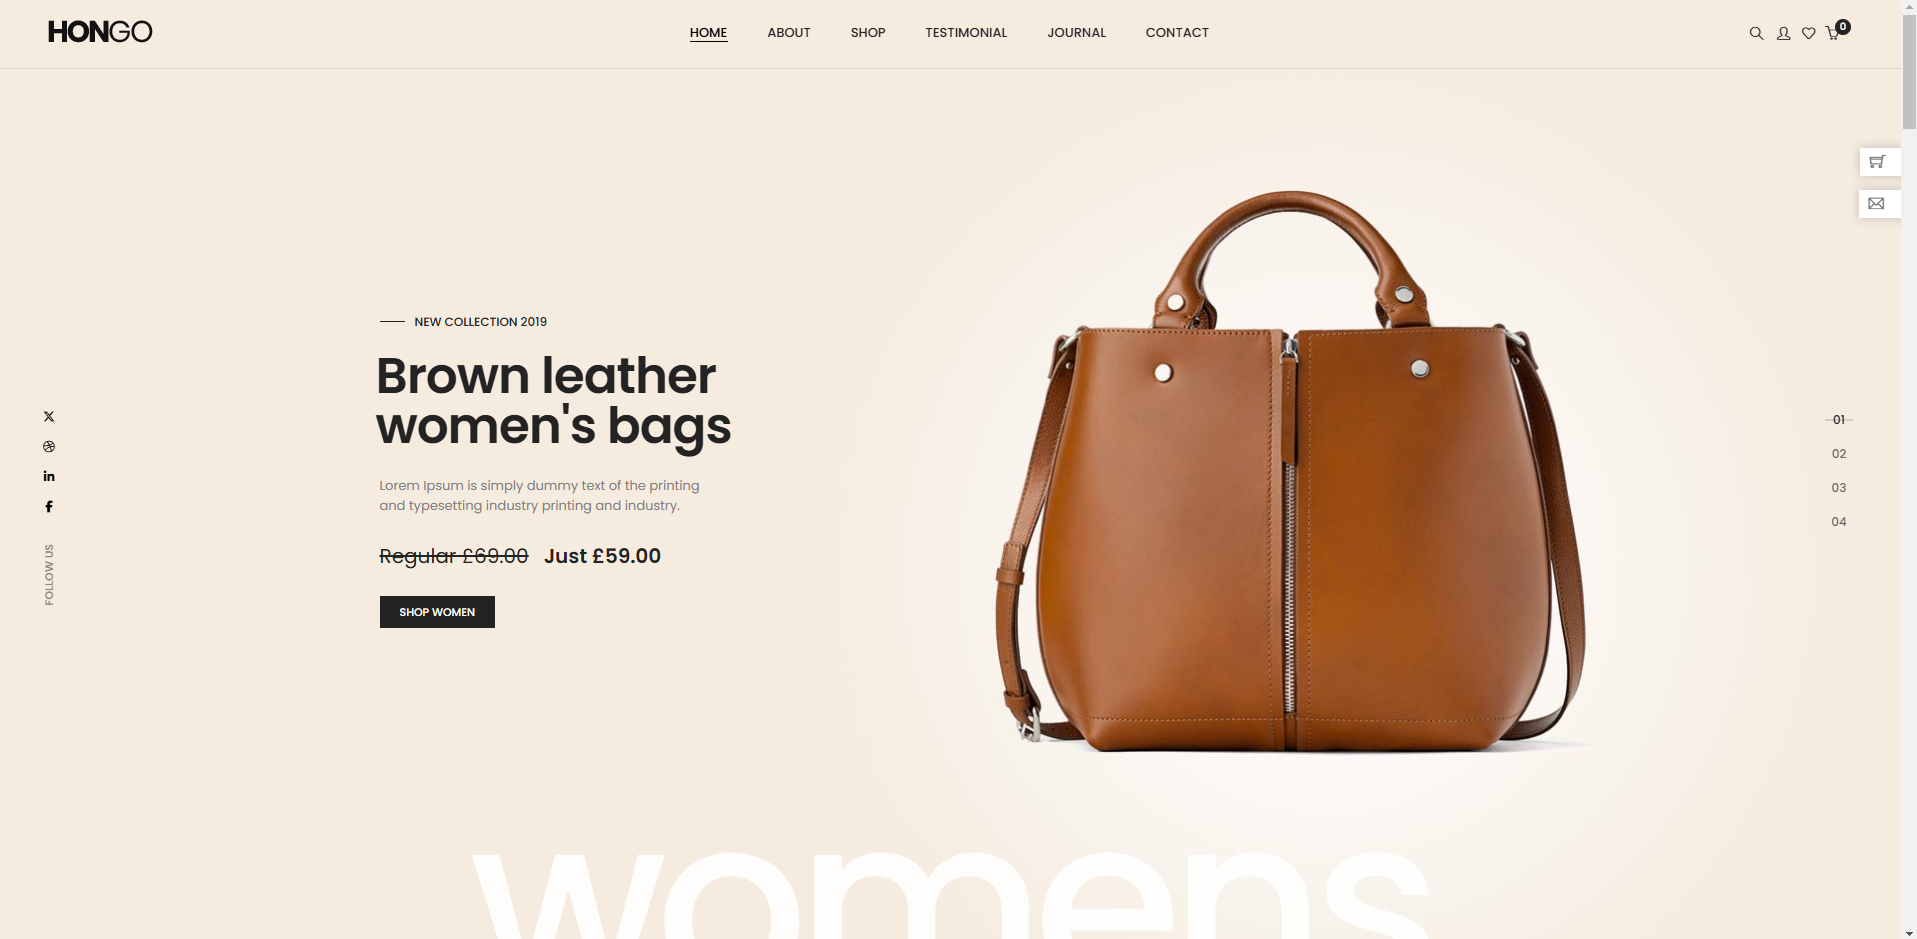 HONGO
HOME
ABOUT
SHOP
TESTIMONIAL
JOURNAL
CONTACT
0
NEW COLLECTION 2019
Brown leather
women's bags
Lorem Ipsum is simply dummy text of the printing
and typesetting industry printing and industry.
Regular £69.00 Just £59.00
SHOP WOMEN
FOLLOW US
01
02
03
04
womens